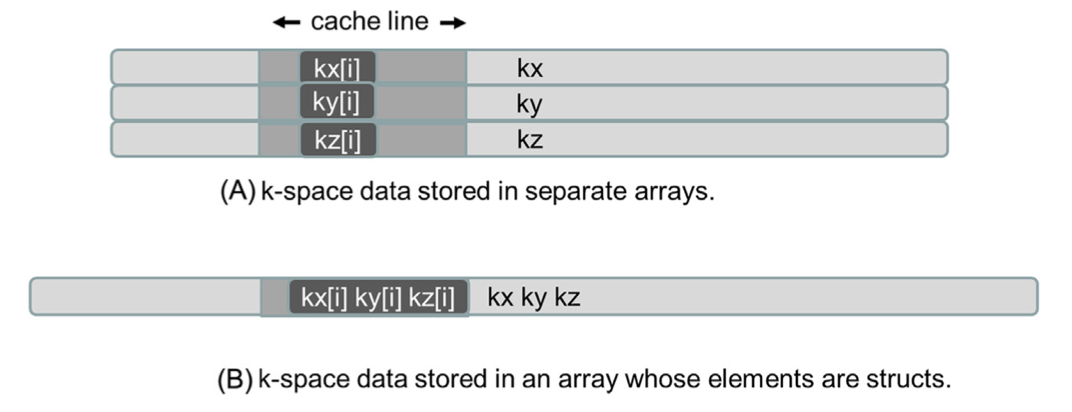 ← cache line →
kx[i] kx
ky[i] ky
kz[i] kz
(A) k-space data stored in separate arrays.
kx[i] ky[i] kz[i] kx ky kz
(B) k-space data stored in an array whose elements are structs.